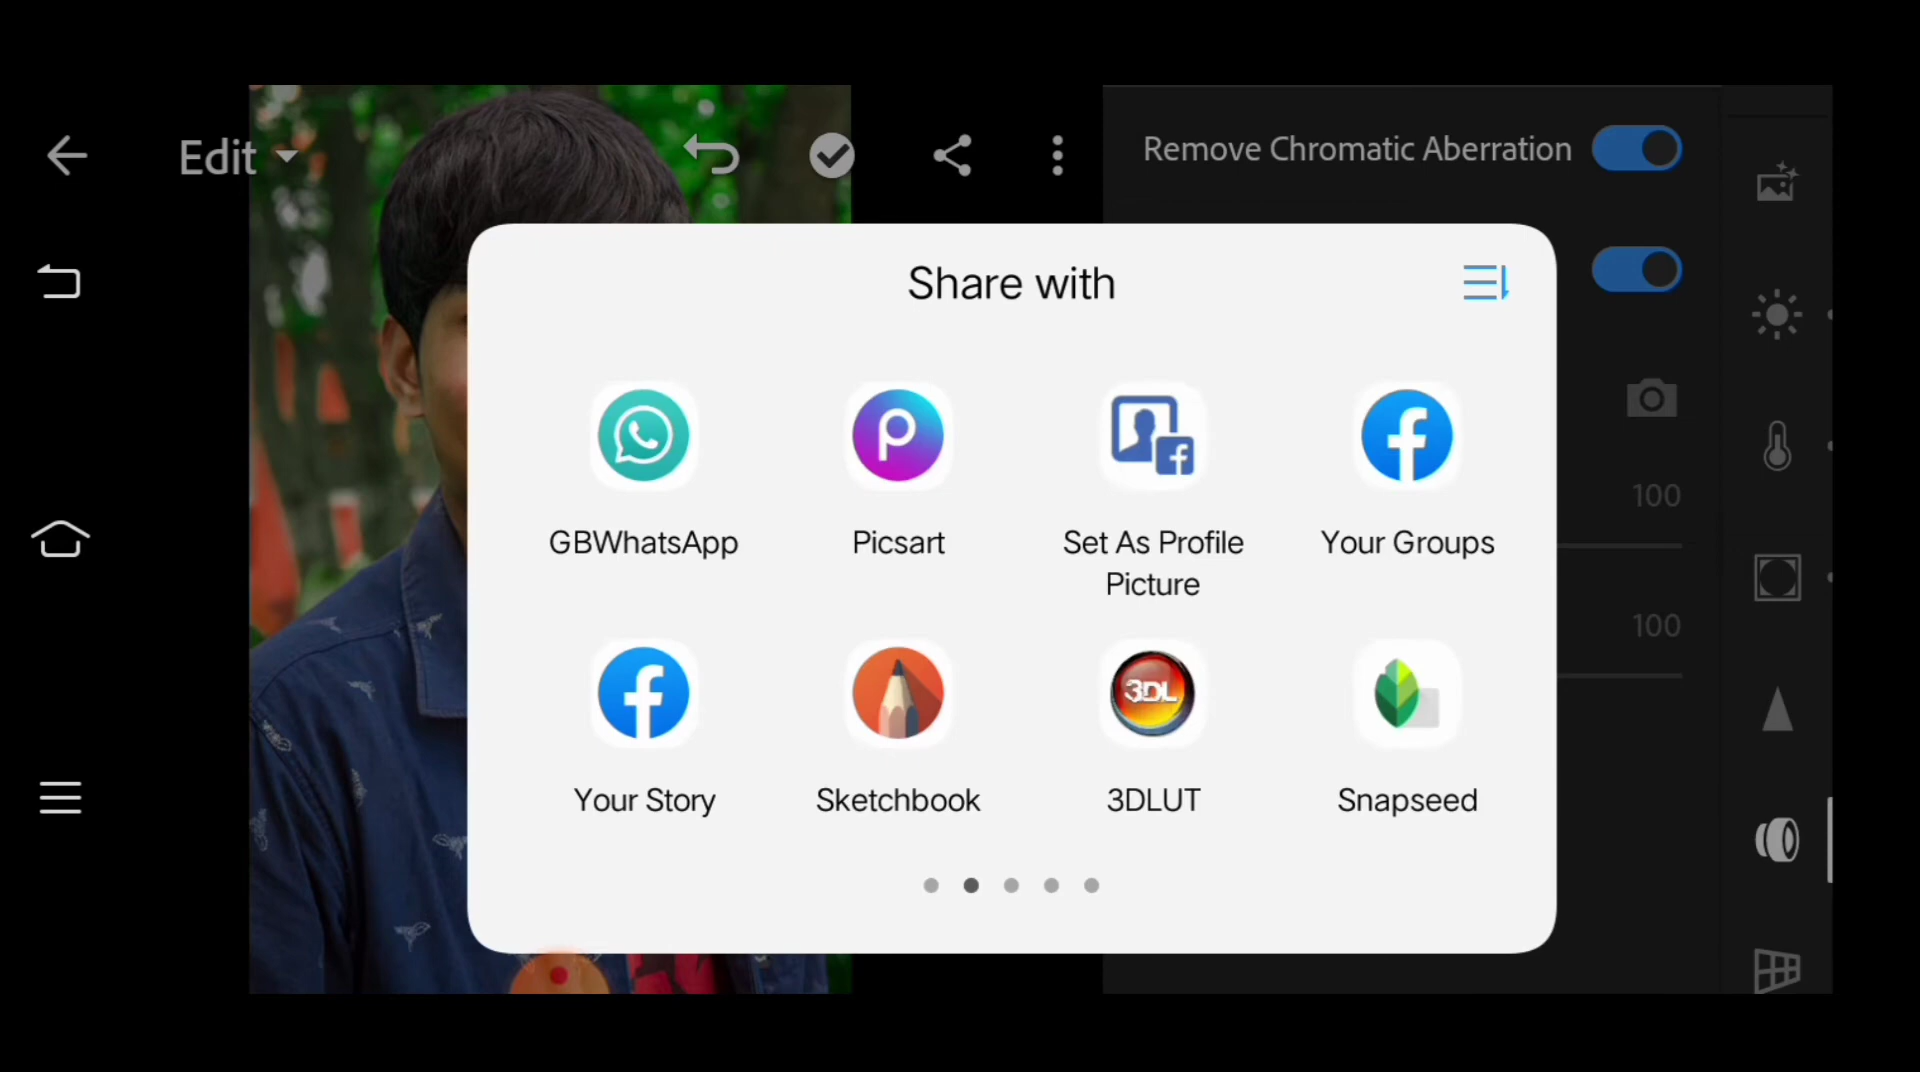 Edit
Remove Chromatic Aberration
Share with
GBWhatsApp
Picsart
Set As Profile
Picture
Your Groups
100
100
3DL
Your Story
Sketchbook
3DLUT
Snapseed